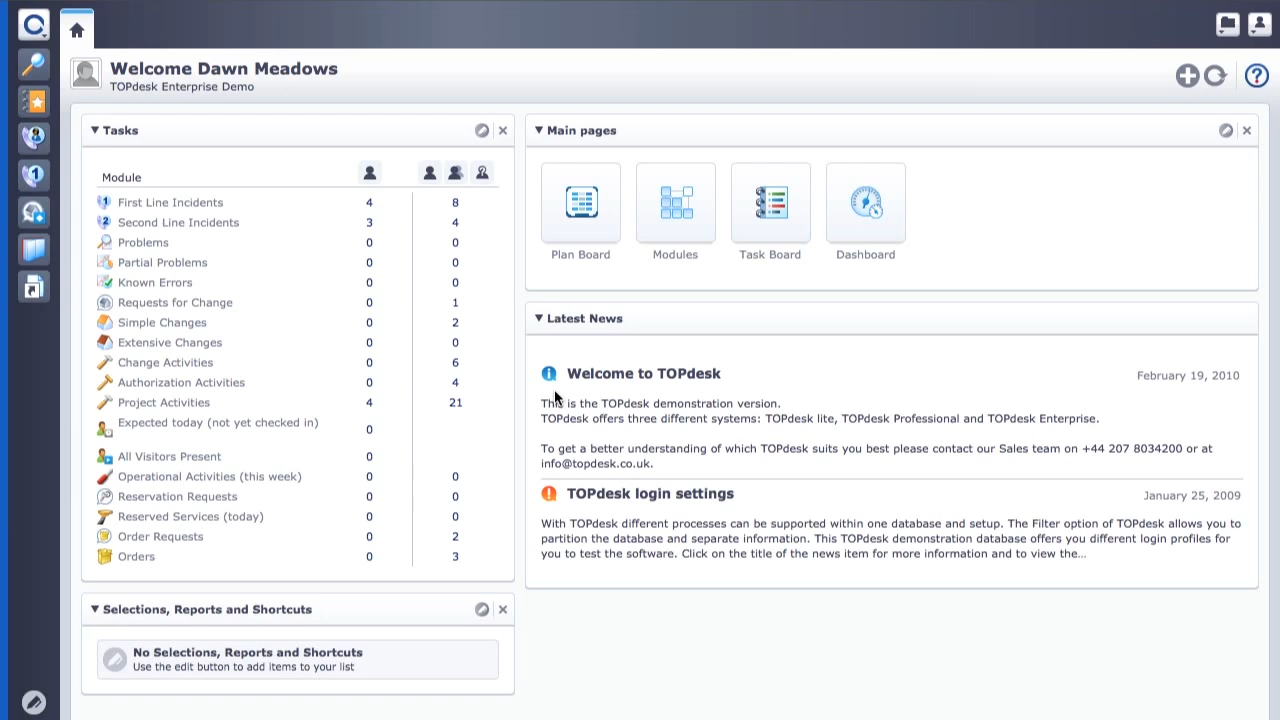 Welcome Dawn Meadows
TOPdesk Enterprise Demo
Tasks
Module
First Line Incidents 4 8
Second Line Incidents 3 4
Problems 0 0
Partial Problems 0 0
Known Errors 0 0
Requests for Change 0 1
Simple Changes 0 2
Extensive Changes 0 0
Change Activities 0 6
Authorization Activities 0 4
Project Activities 4 21
Expected today (not yet checked in) 0
All Visitors Present 0
Operational Activities (this week) 0 0
Reservation Requests 0 0
Reserved Services (today) 0 0
Order Requests 0 2
Orders 0 3
Selections, Reports and Shortcuts
No Selections, Reports and Shortcuts
Use the edit button to add items to your list
Main pages
Plan Board Modules Task Board Dashboard
Latest News
Welcome to TOPdesk February 19, 2010
This is the TOPdesk demonstration version.
TOPdesk offers three different systems: TOPdesk lite, TOPdesk Professional and TOPdesk Enterprise.
To get a better understanding of which TOPdesk suits you best please contact our Sales team on +44 207 8034200 or at
info@topdesk.co.uk.
TOPdesk login settings January 25, 2009
With TOPdesk different processes can be supported within one database and setup. The Filter option of TOPdesk allows you to
partition the database and separate information. This TOPdesk demonstration database offers you different login profiles for
you to test the software. Click on the title of the news item for more information and to view the...